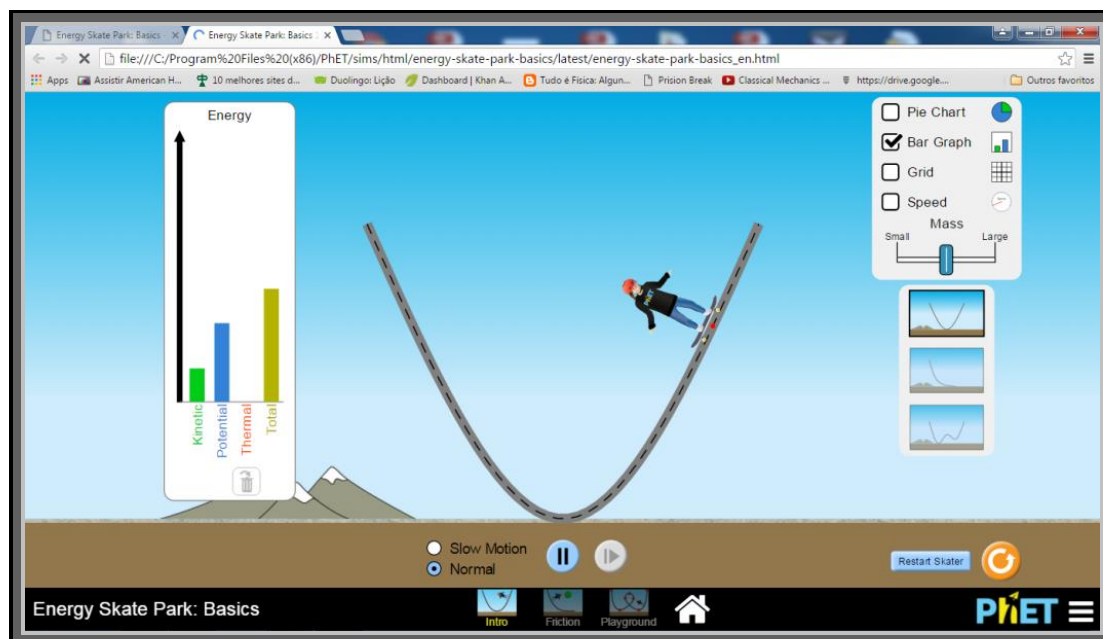 Energy Skate Park: Basics
Energy Skate Park: Basics
file:///C:/Program%20Files%20(x86)/PhET/sims/html/energy-skate-park-basics/latest/energy-skate-park-basics_en.html
Apps Assistir American H... 10 melhores sites d... Duolingo: Lição Dashboard | Khan A... Tudo é Física: Algun... Prision Break Classical Mechanics ... https://drive.google.... Outros favoritos
Energy
Kinetic
Potential
Thermal
Total
Pie Chart
Bar Graph
Grid
Speed
Mass
Small Large
PhET
Slow Motion
Normal
Restart Skater
Energy Skate Park: Basics
Intro Friction Playground
PhET